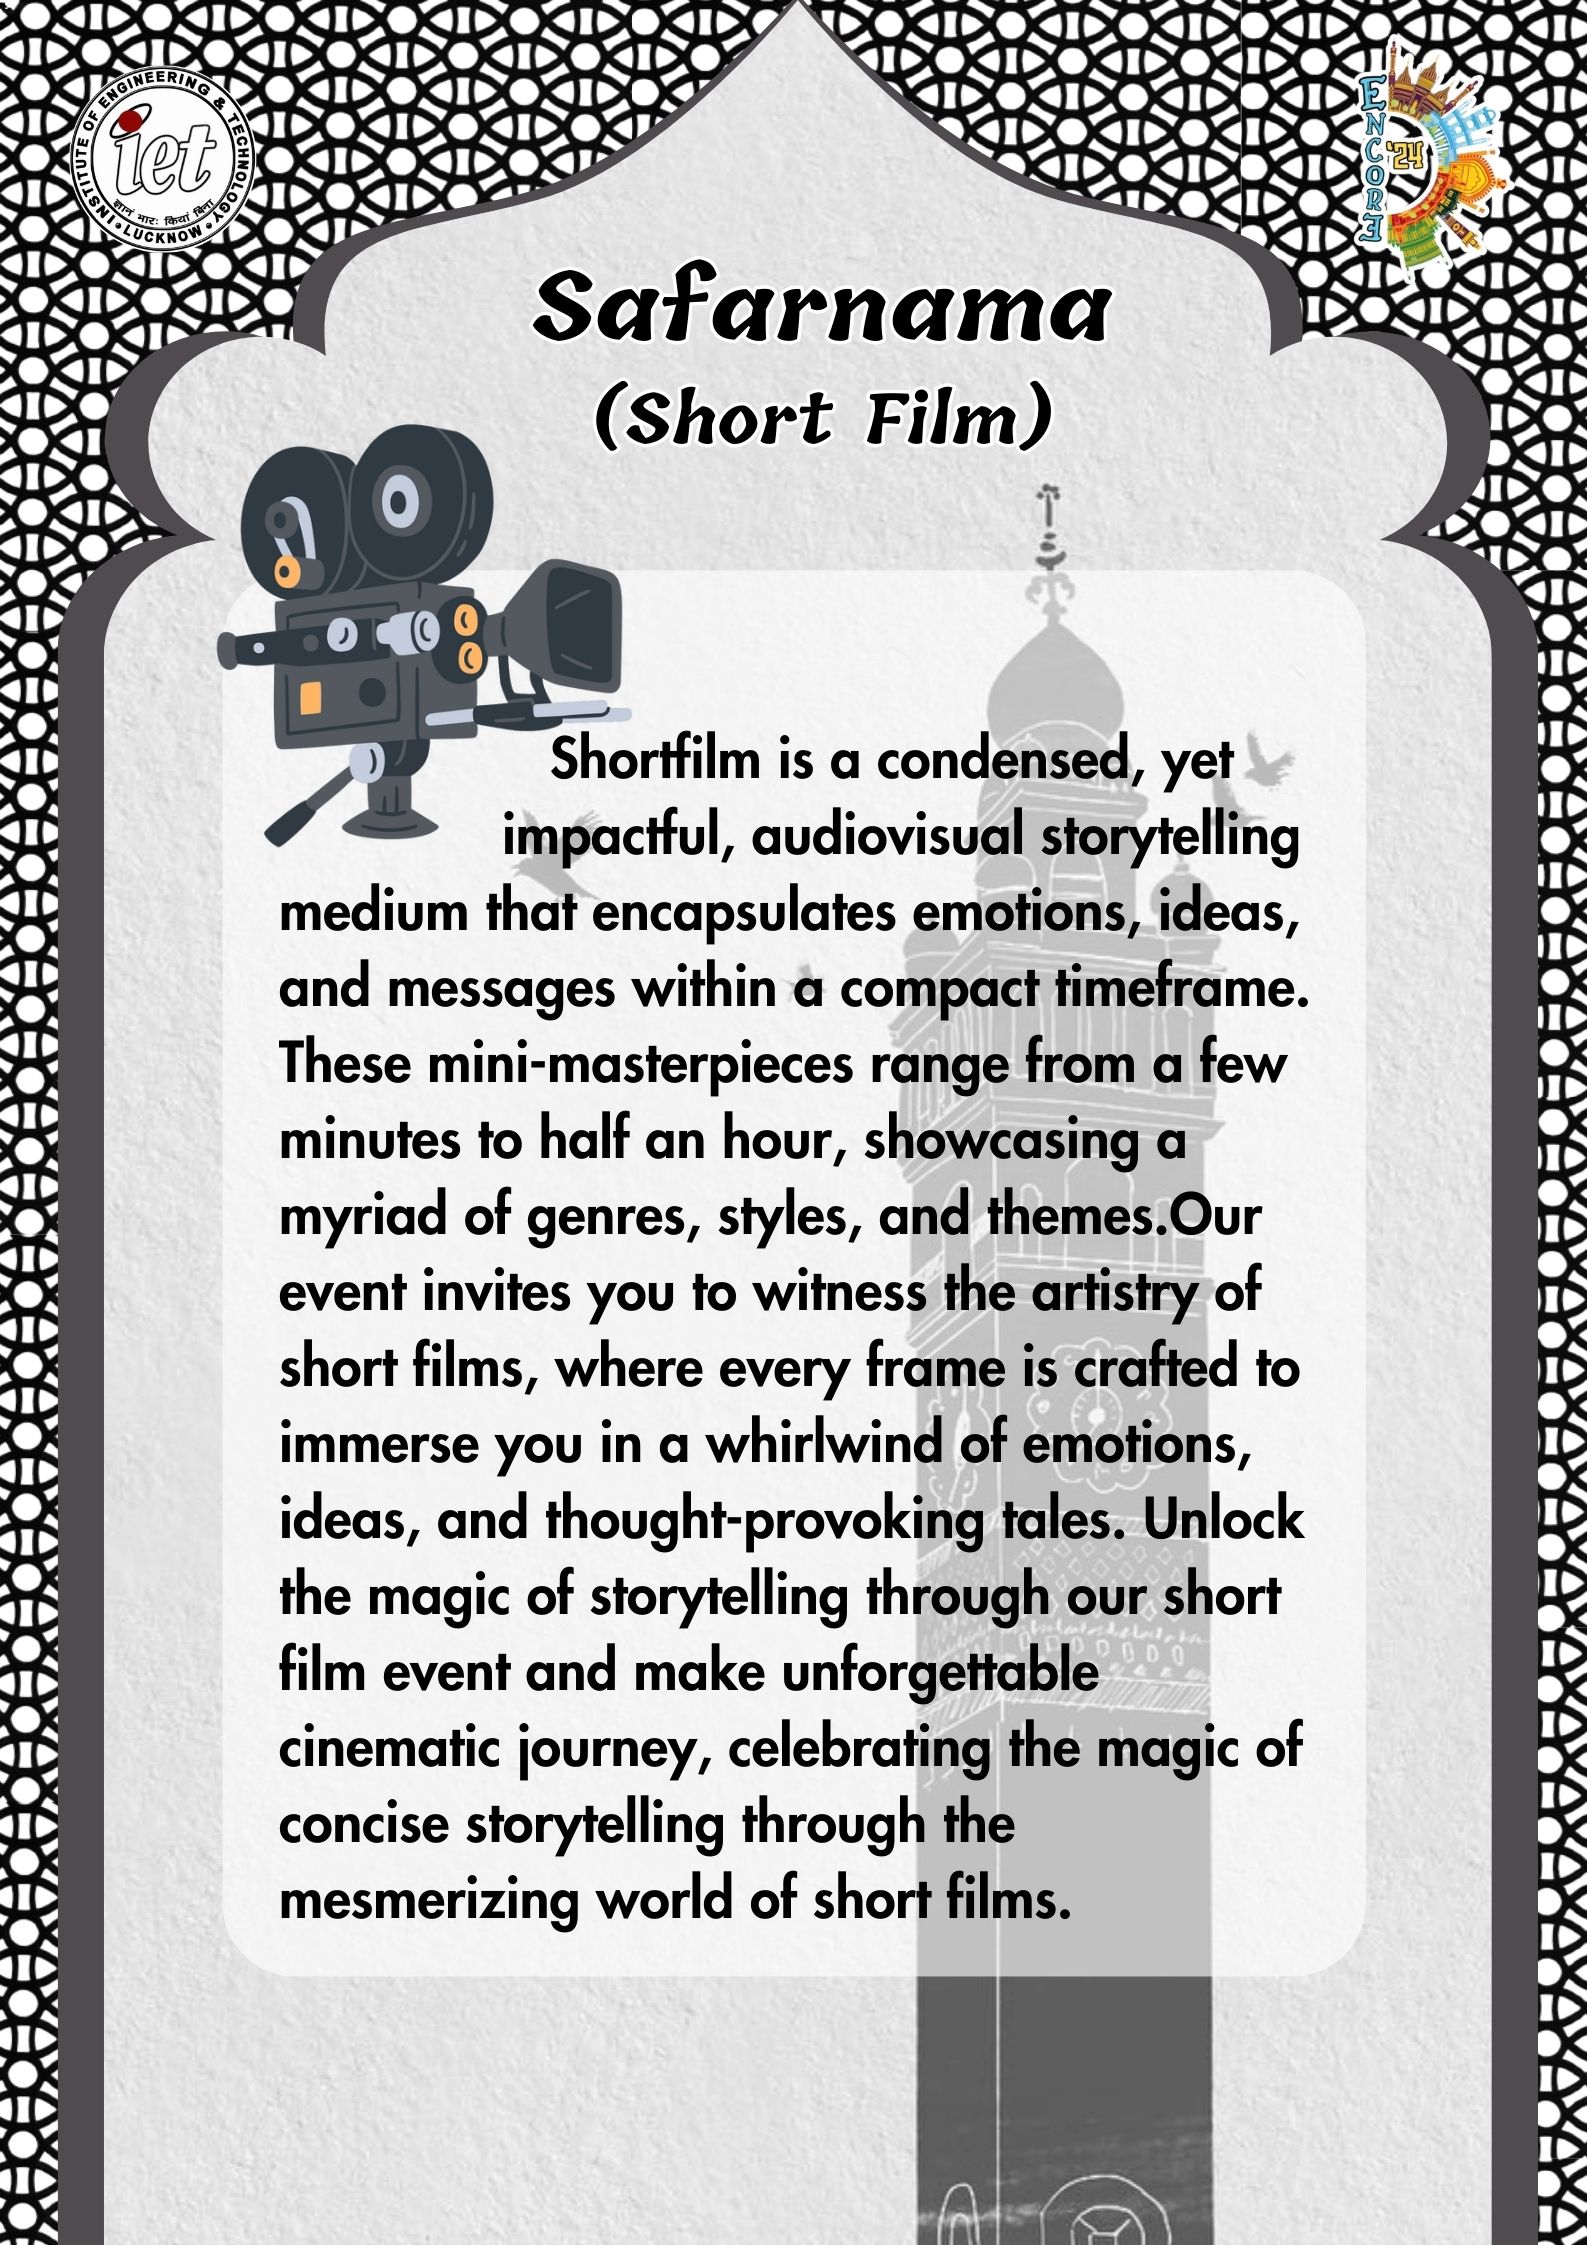 INSTITUTE OF ENGINEERING & TECHNOLOGY
iet
ज्ञानं भारः क्रियां बिना
• LUCKNOW •
ENCORE
'24
Safarnama
(Short Film)
Shortfilm is a condensed, yet
impactful, audiovisual storytelling
medium that encapsulates emotions, ideas,
and messages within a compact timeframe.
These mini-masterpieces range from a few
minutes to half an hour, showcasing a
myriad of genres, styles, and themes.Our
event invites you to witness the artistry of
short films, where every frame is crafted to
immerse you in a whirlwind of emotions,
ideas, and thought-provoking tales. Unlock
the magic of storytelling through our short
film event and make unforgettable
cinematic journey, celebrating the magic of
concise storytelling through the
mesmerizing world of short films.